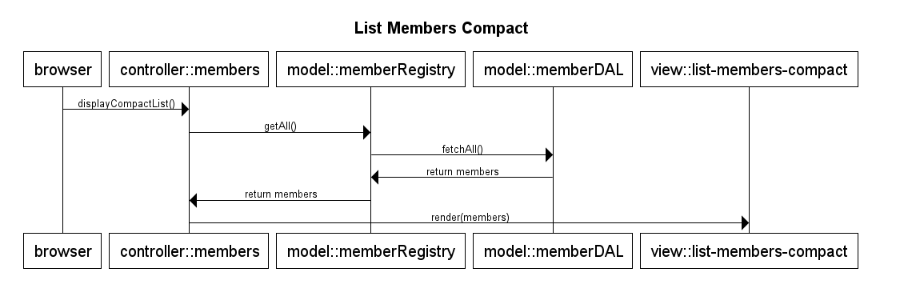 List Members Compact
browser controller::members model::memberRegistry model::memberDAL view::list-members-compact
displayCompactList()
getAll()
fetchAll()
return members
return members
render(members)
browser controller::members model::memberRegistry model::memberDAL view::list-members-compact